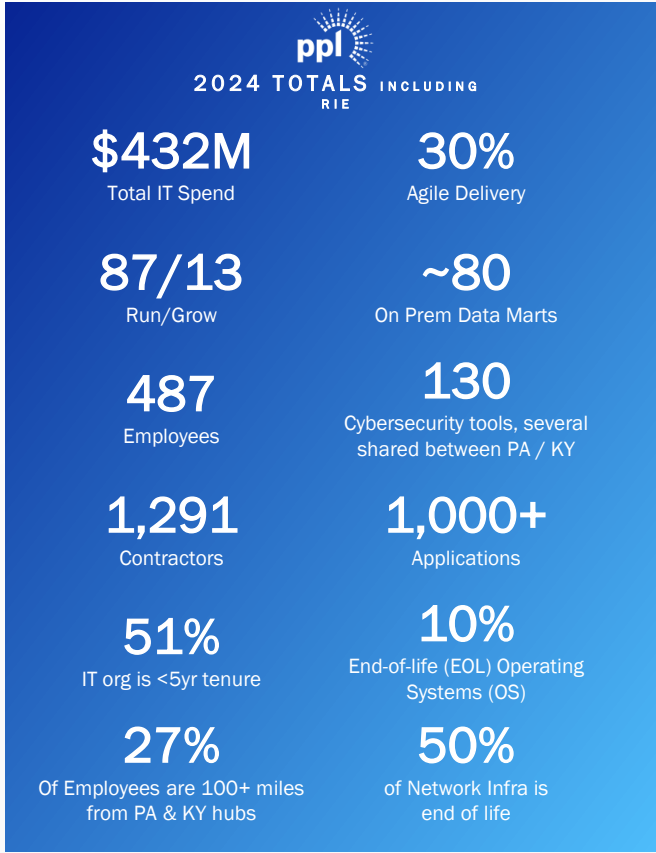 ppl
2024 TOTALS INCLUDING
RIE
$432M
Total IT Spend
30%
Agile Delivery
87/13
Run/Grow
~80
On Prem Data Marts
487
Employees
130
Cybersecurity tools, several
shared between PA / KY
1,291
Contractors
1,000+
Applications
51%
IT org is <5yr tenure
10%
End-of-life (EOL) Operating
Systems (OS)
27%
Of Employees are 100+ miles
from PA & KY hubs
50%
of Network Infra is
end of life